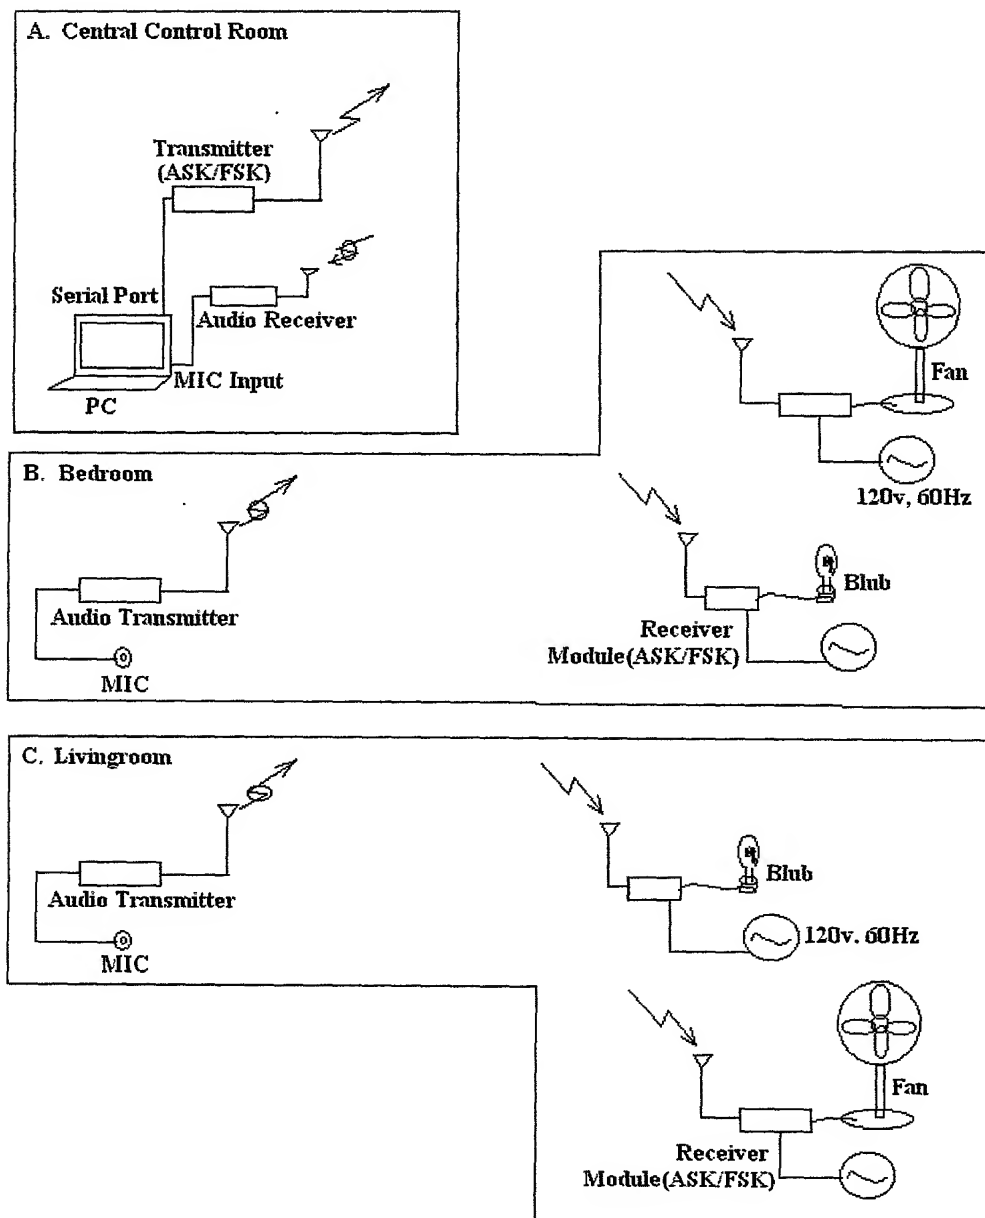 A. Central Control Room
Transmitter
(ASK/FSK)
Serial Port
Audio Receiver
MIC Input
PC
Fan
120v, 60Hz
B. Bedroom
Audio Transmitter
MIC
Blub
Receiver
Module(ASK/FSK)
C. Livingroom
Audio Transmitter
MIC
Blub
120v. 60Hz
Fan
Receiver
Module(ASK/FSK)